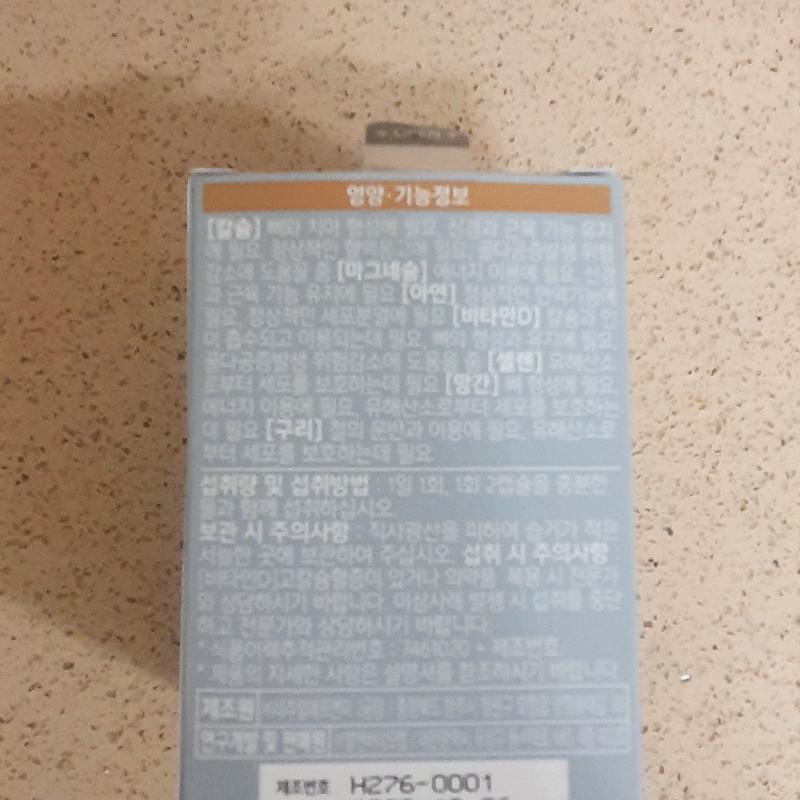 영양·기능정보
[칼슘] 뼈와 치아 형성에 필요, 신경과 근육 기능 유지
에 필요, 정상적인 혈액응고에 필요, 골다공증발생 위험
감소에 도움을 줌 [마그네슘] 에너지 이용에 필요, 신경
과 근육 기능 유지에 필요 [아연] 정상적인 면역기능에
필요, 정상적인 세포분열에 필요 [비타민D] 칼슘과 인
이 흡수되고 이용되는데 필요, 뼈의 형성과 유지에 필요,
골다공증발생 위험감소에 도움을 줌 [셀렌] 유해산소
로부터 세포를 보호하는데 필요 [망간] 뼈 형성에 필요,
에너지 이용에 필요, 유해산소로부터 세포를 보호하는
데 필요 [구리] 철의 운반과 이용에 필요, 유해산소로
부터 세포를 보호하는데 필요
섭취량 및 섭취방법 : 1일 1회, 1회 2캡슐을 충분한
물과 함께 섭취하십시오.
보관 시 주의사항 : 직사광선을 피하여 습기가 적은
서늘한 곳에 보관하여 주십시오. 섭취 시 주의사항
[비타민D]고칼슘혈증이 있거나 의약품 복용 시 전문가
와 상담하시기 바랍니다. 이상사례 발생 시 섭취를 중단
하고 전문가와 상담하시기 바랍니다.
* 식품이력추적관리번호 : 7461020 + 제조번호
* 제품의 자세한 사항은 설명서를 참조하시기 바랍니다.
제조원
연구개발 및 판매원
제조번호 H276-0001